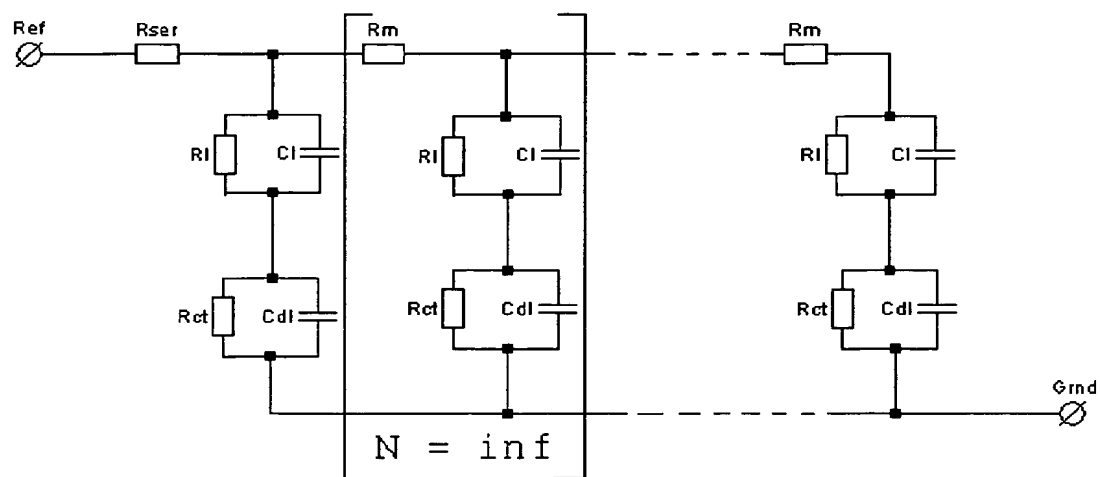 Ref
Rser
Rm
Rm
Rl
Cl
Rl
Cl
Rl
Cl
Rct
Cdl
Rct
Cdl
Rct
Cdl
Grnd
N = inf